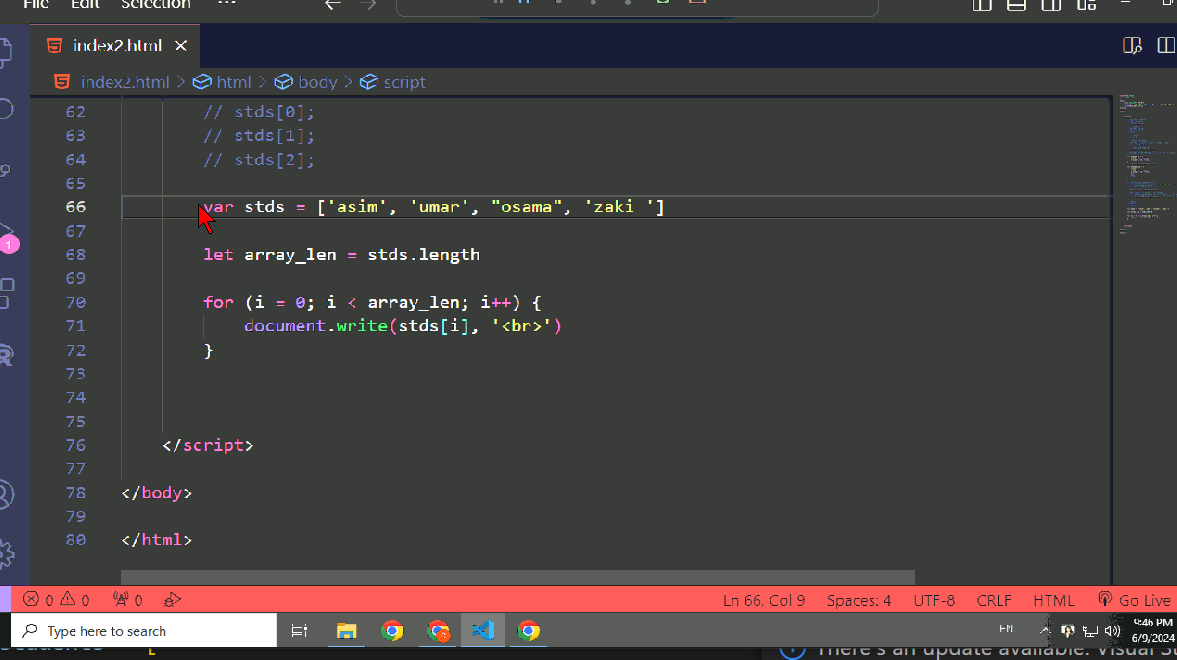 File Edit Selection ...
index2.html
index2.html > html > body > script
62 // stds[0];
63 // stds[1];
64 // stds[2];
65
66 var stds = ['asim', 'umar', "osama", 'zaki ']
67
68 let array_len = stds.length
69
70 for (i = 0; i < array_len; i++) {
71 document.write(stds[i], '<br>')
72 }
73
74
75
76 </script>
77
78 </body>
79
80 </html>
1
0 0 0 Ln 66, Col 9 Spaces: 4 UTF-8 CRLF HTML Go Live
Type here to search
5:46 PM
6/9/2024
There's an update available: Visual St